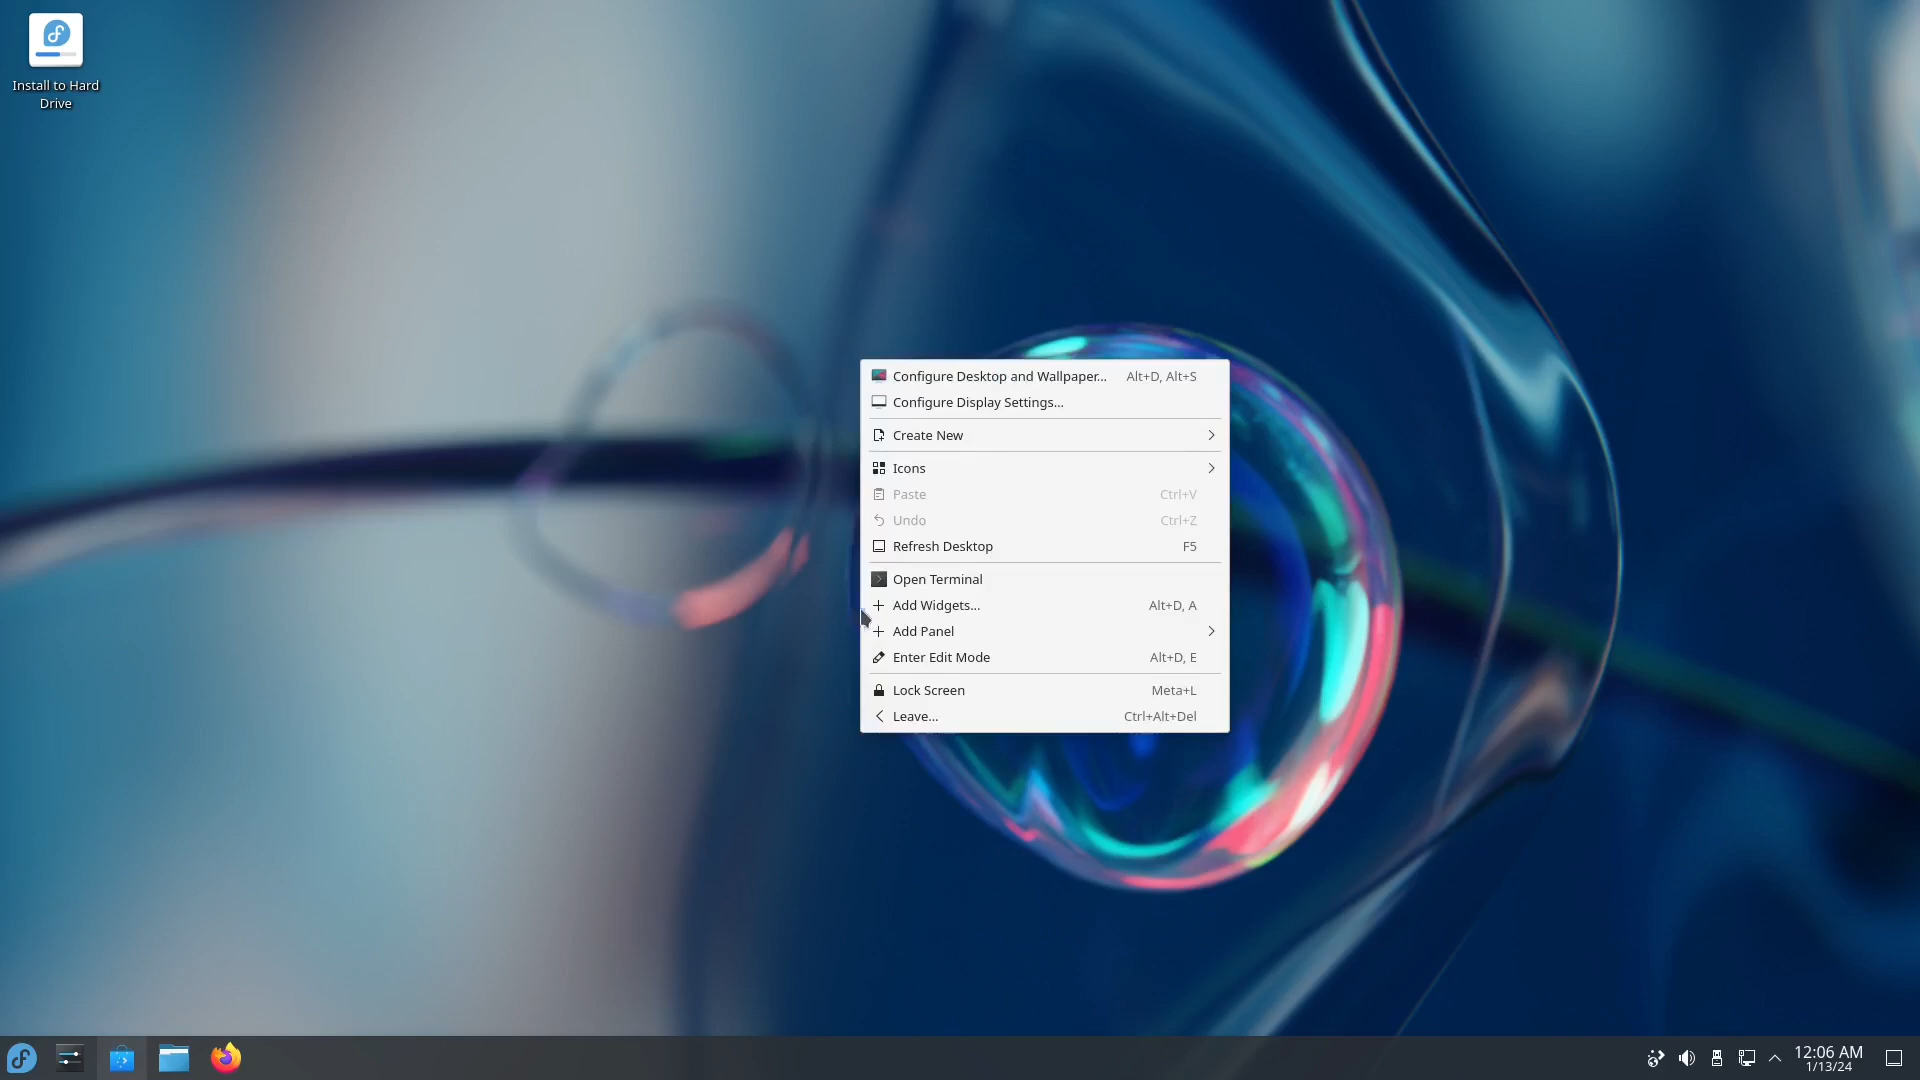 Install to Hard
Drive
Configure Desktop and Wallpaper... Alt+D, Alt+S
Configure Display Settings...
Create New
Icons
Paste Ctrl+V
Undo Ctrl+Z
Refresh Desktop F5
Open Terminal
Add Widgets... Alt+D, A
Add Panel
Enter Edit Mode Alt+D, E
Lock Screen Meta+L
Leave... Ctrl+Alt+Del
12:06 AM
1/13/24